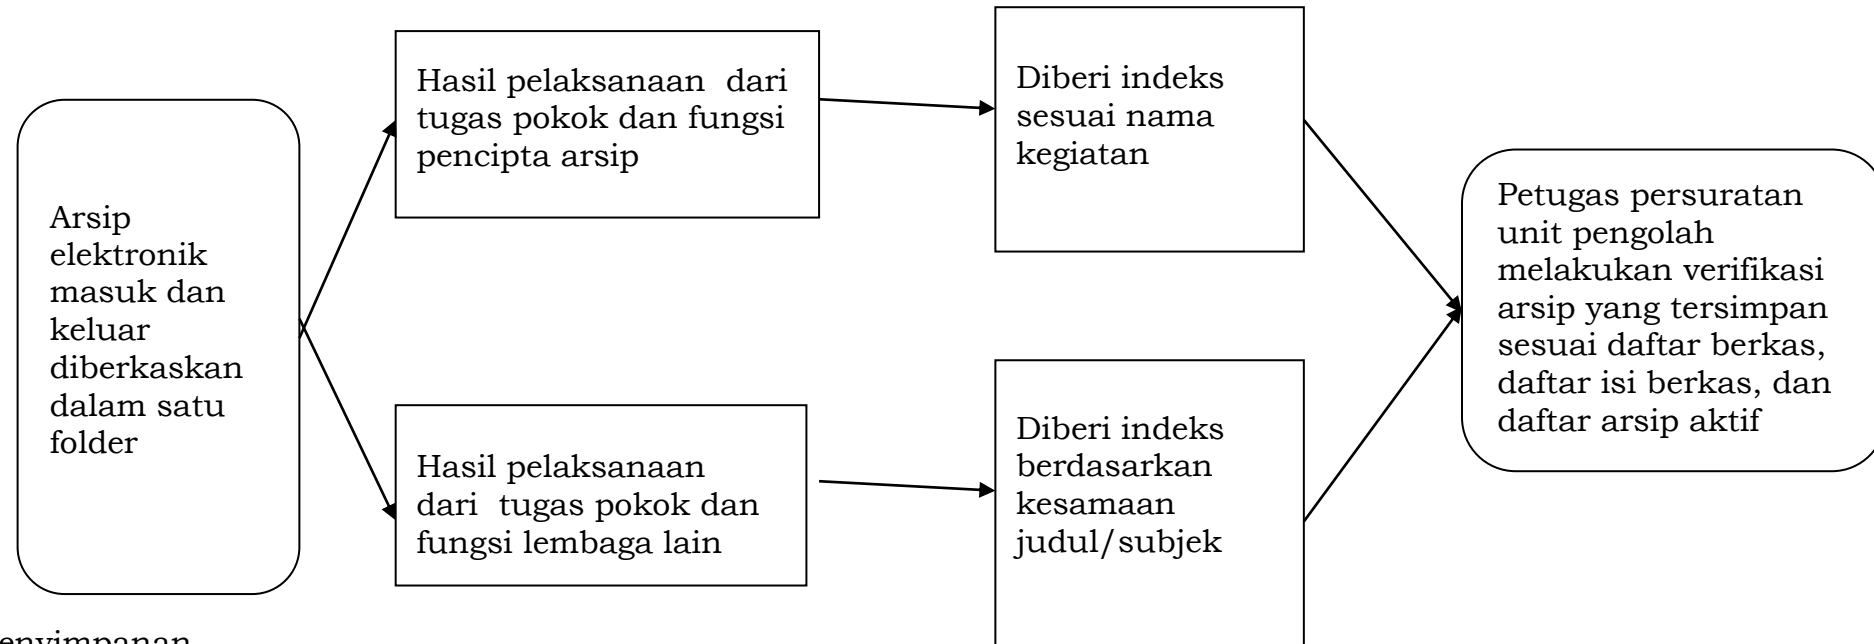 Arsip
elektronik
masuk dan
keluar
diberkaskan
dalam satu
folder
Hasil pelaksanaan dari
tugas pokok dan fungsi
pencipta arsip
Diberi indeks
sesuai nama
kegiatan
Hasil pelaksanaan
dari tugas pokok dan
fungsi lembaga lain
Diberi indeks
berdasarkan
kesamaan
judul/subjek
Petugas persuratan
unit pengolah
melakukan verifikasi
arsip yang tersimpan
sesuai daftar berkas,
daftar isi berkas, dan
daftar arsip aktif
enyimpanan